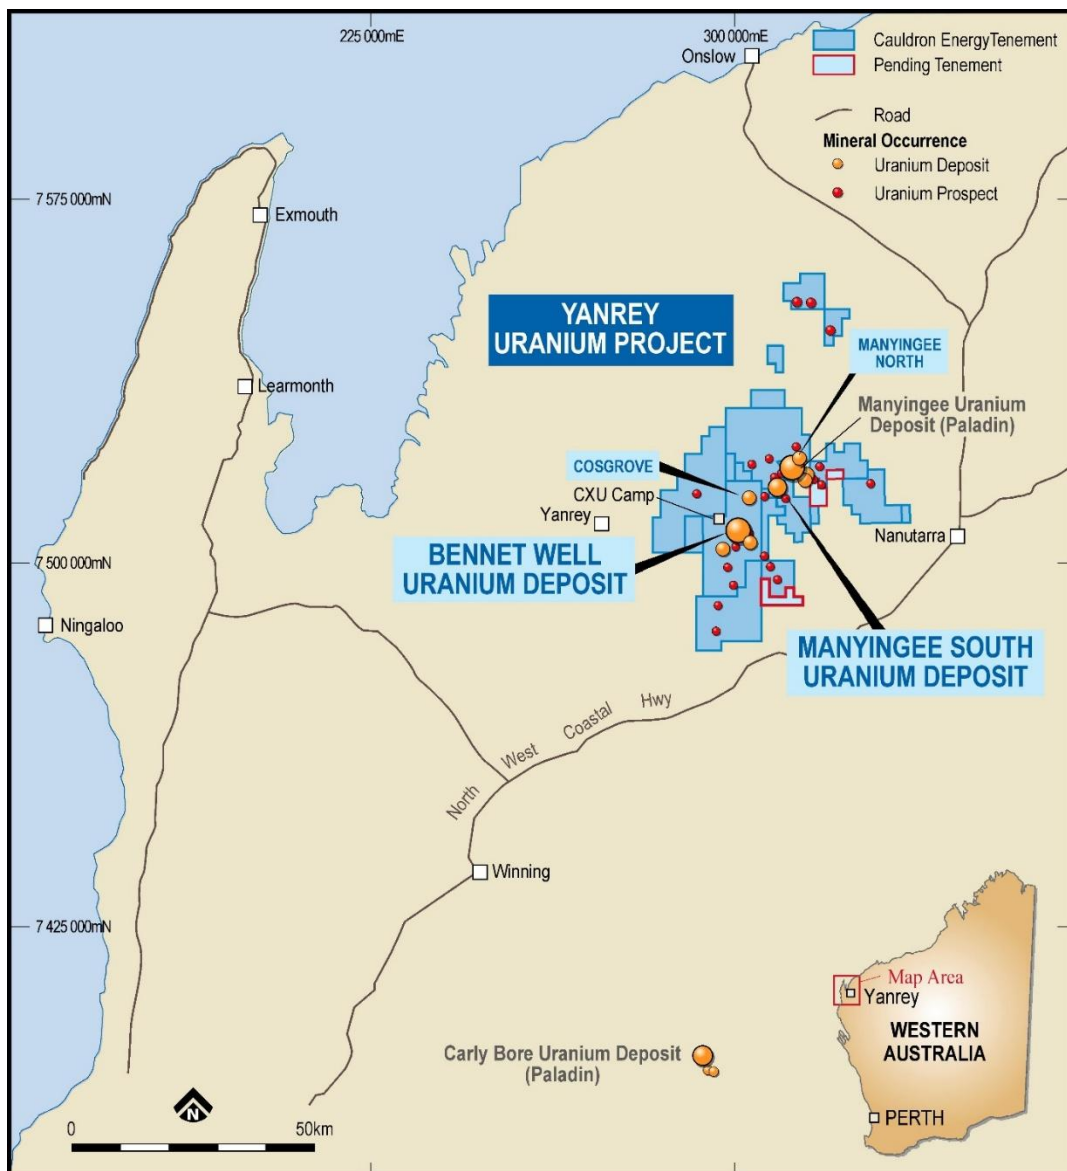 225 000mE
300 000mE
Onslow
Cauldron EnergyTenement
Pending Tenement
Road
Mineral Occurrence
Uranium Deposit
Uranium Prospect
7 575 000mN
Exmouth
YANREY
URANIUM PROJECT
MANYINGEE
NORTH
Learmonth
Manyingee Uranium
Deposit (Paladin)
COSGROVE
CXU Camp
Yanrey
Nanutarra
BENNET WELL
URANIUM DEPOSIT
7 500 000mN
Ningaloo
MANYINGEE SOUTH
URANIUM DEPOSIT
North West Coastal Hwy
Winning
7 425 000mN
Map Area
Yanrey
WESTERN
AUSTRALIA
Carly Bore Uranium Deposit
(Paladin)
N
0 50km
PERTH